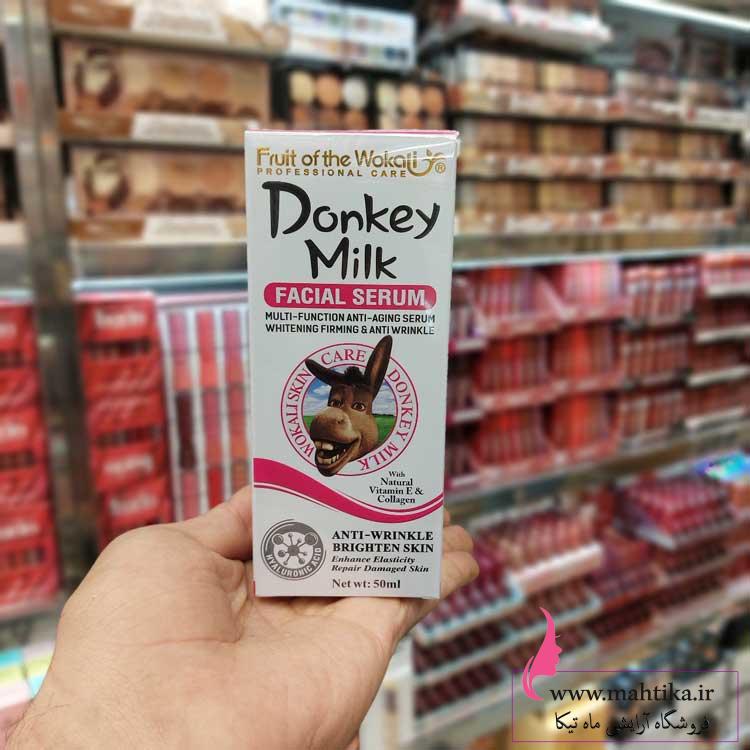 Fruit of the Wokali
PROFESSIONAL CARE
Donkey
Milk
FACIAL SERUM
MULTI-FUNCTION ANTI-AGING SERUM
WHITENING FIRMING & ANTI WRINKLE
WOKALI SKIN CARE DONKEY MILK
With
Natural
Vitamin E &
Collagen
HYALURONIC ACID
ANTI-WRINKLE
BRIGHTEN SKIN
Enhance Elasticity
Repair Damaged Skin
Net wt: 50ml
www.mahtika.ir
فروشگاه آرایشی ماه تیکا